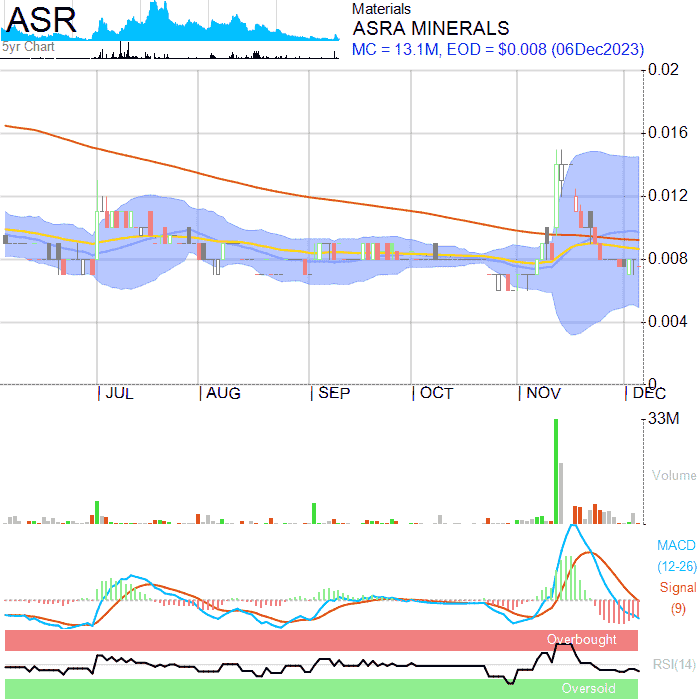 ASR
5yr Chart
Materials
ASRA MINERALS
MC = 13.1M, EOD = $0.008 (06Dec2023)
0.02
0.016
0.012
0.008
0.004
0
JUL AUG SEP OCT NOV DEC
33M
Volume
MACD
(12-26)
Signal
(9)
Overbought
RSI(14)
Oversold